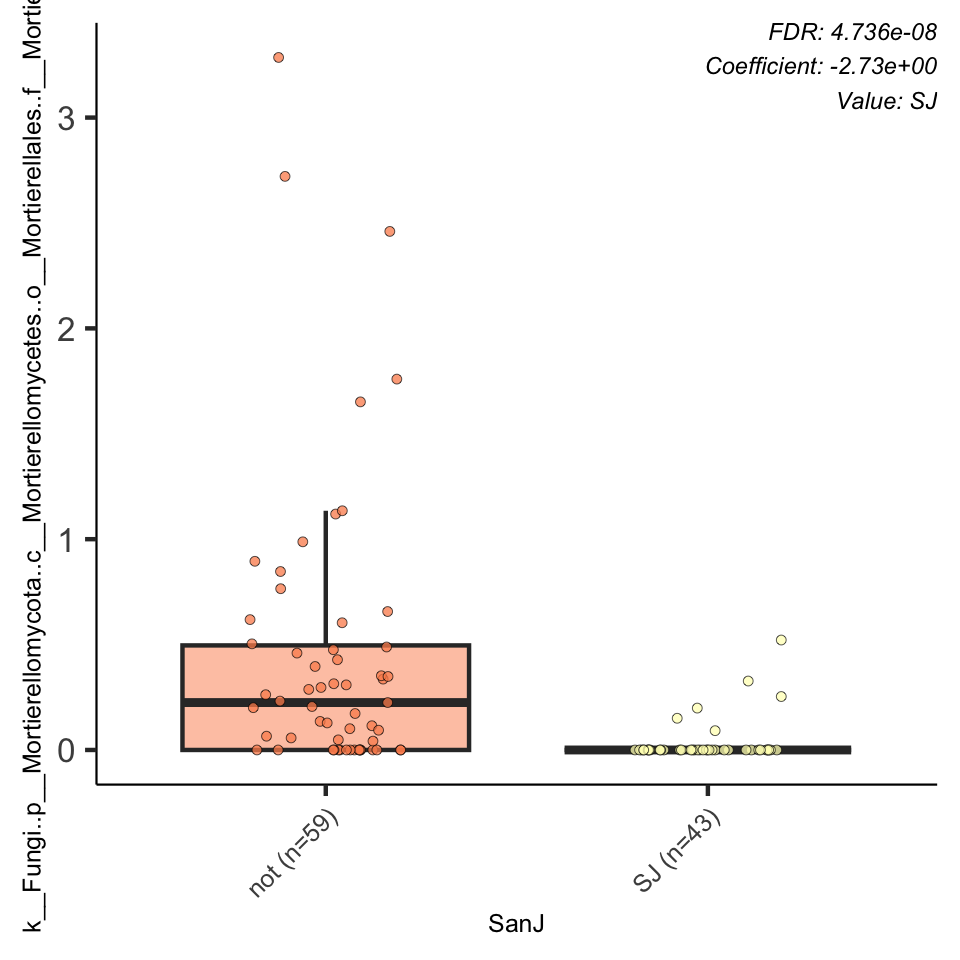 FDR: 4.736e-08
Coefficient: -2.73e+00
Value: SJ
k__Fungi..p__Mortierellomycota..c__Mortierellomycetes..o__Mortierellales..f__Mortie
3
2
1
0
not (n=59)
SJ (n=43)
SanJ